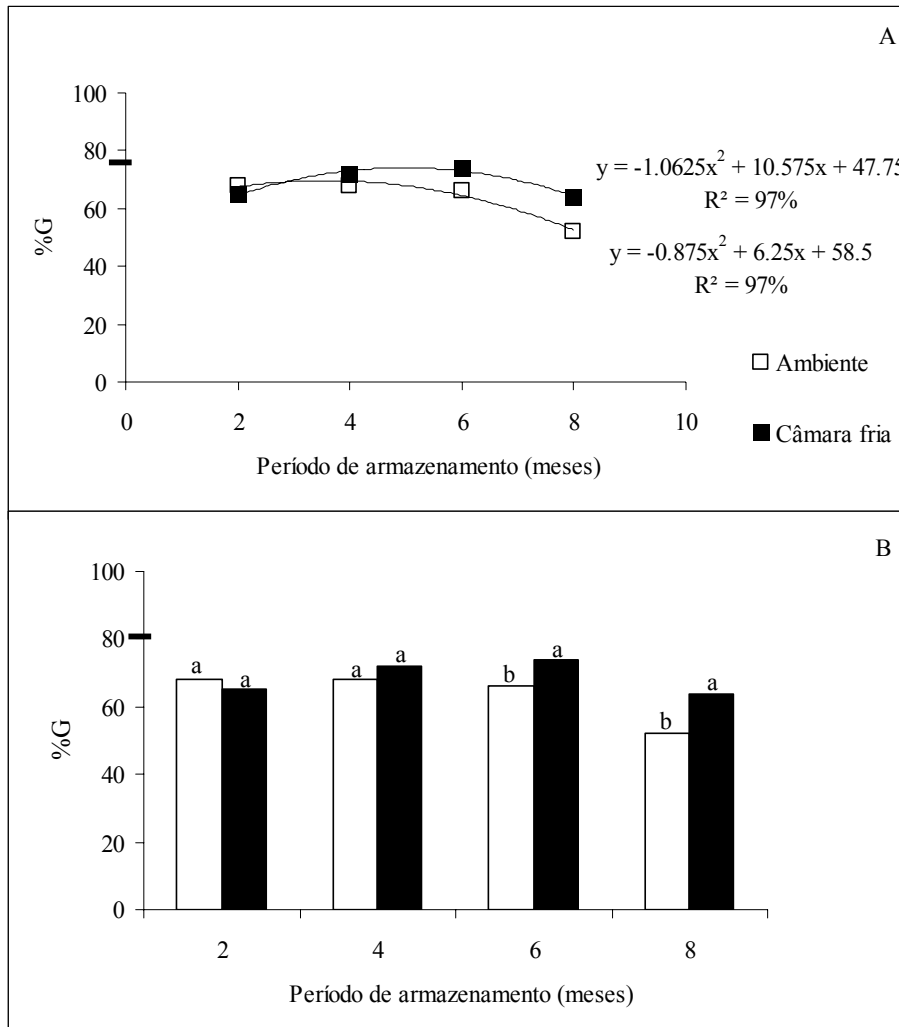 A
100
80
60
40
20
0
%G
y = -1.0625x² + 10.575x + 47.75
R² = 97%
y = -0.875x² + 6.25x + 58.5
R² = 97%
Ambiente
Câmara fria
0 2 4 6 8 10
Período de armazenamento (meses)
B
100
80
60
40
20
0
%G
a a a a b a b a
2 4 6 8
Período de armazenamento (meses)